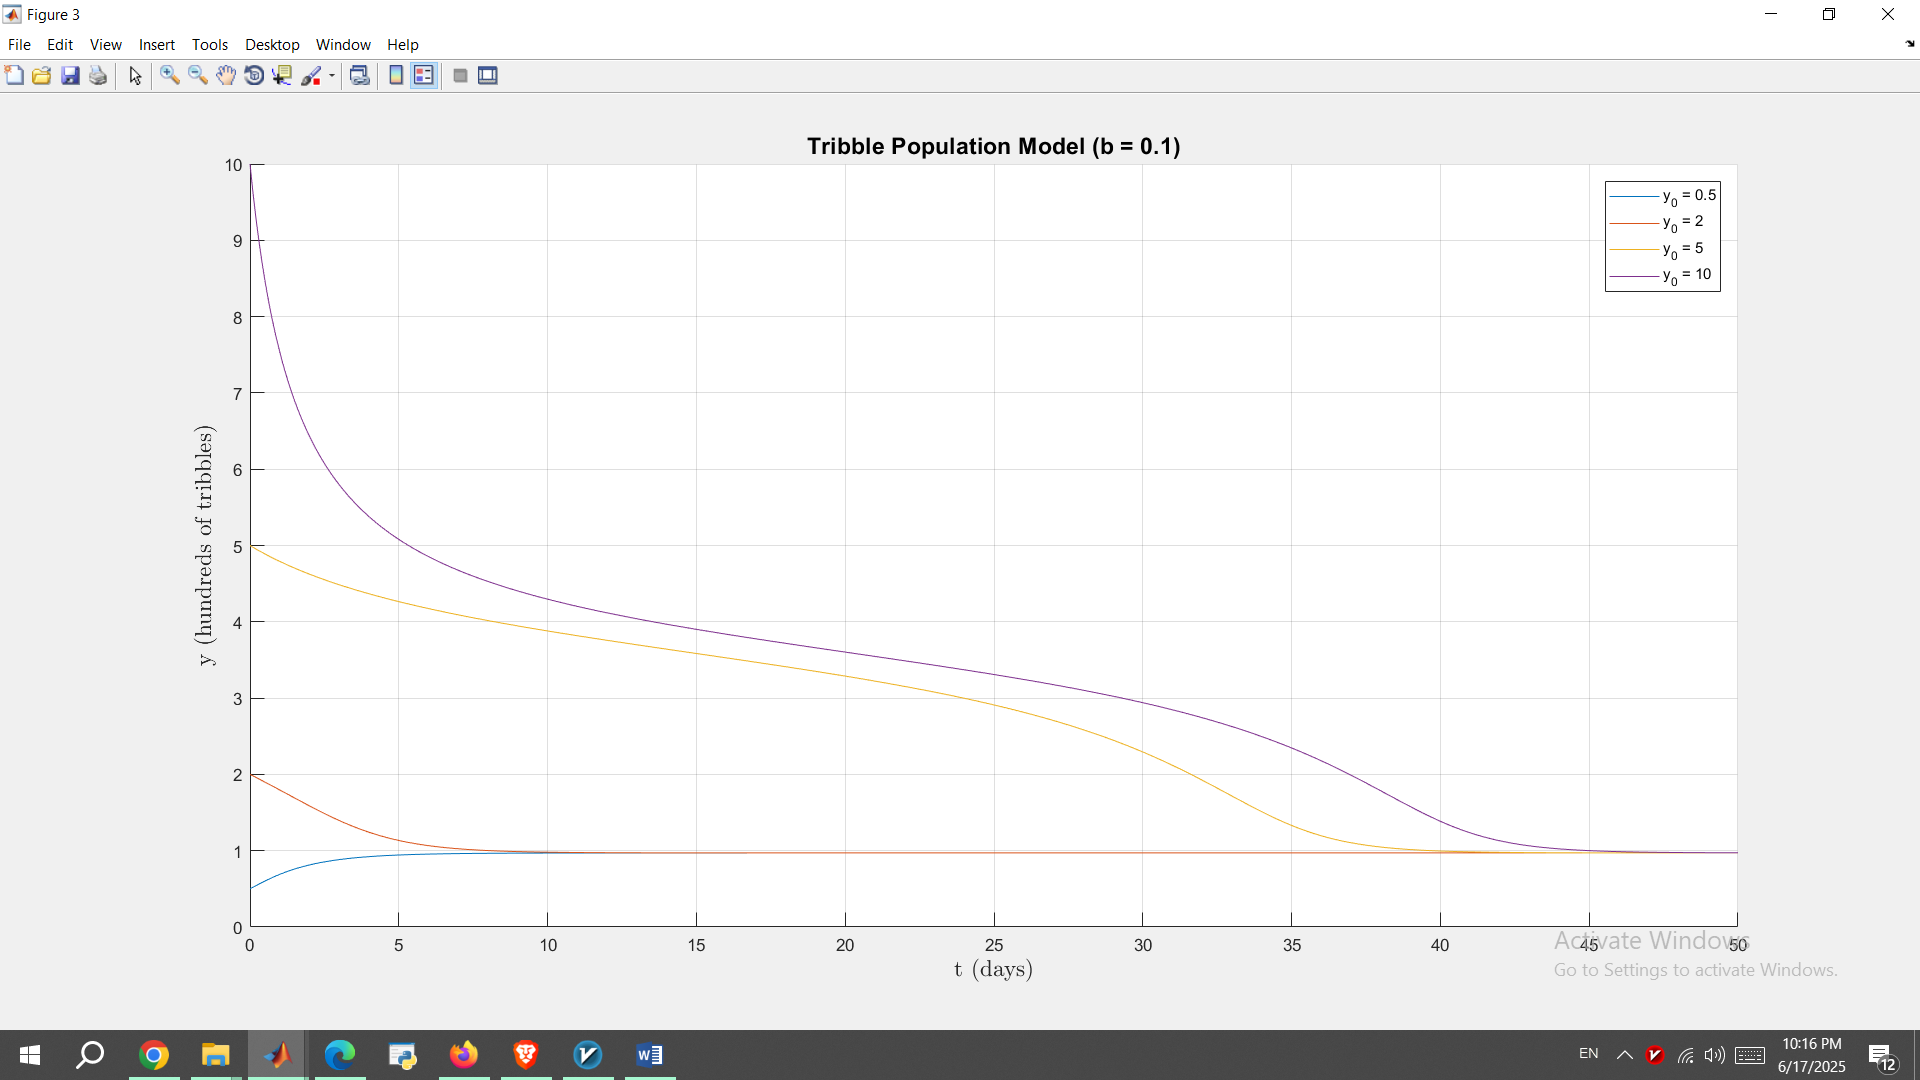 Figure 3
File Edit View Insert Tools Desktop Window Help
Tribble Population Model (b = 0.1)
10
9
8
7
6
5
4
3
2
1
0
y (hundreds of tribbles)
y0 = 0.5
y0 = 2
y0 = 5
y0 = 10
0 5 10 15 20 25 30 35 40 45 50
t (days)
Activate Windows
Go to Settings to activate Windows.
EN
10:16 PM
6/17/2025
12